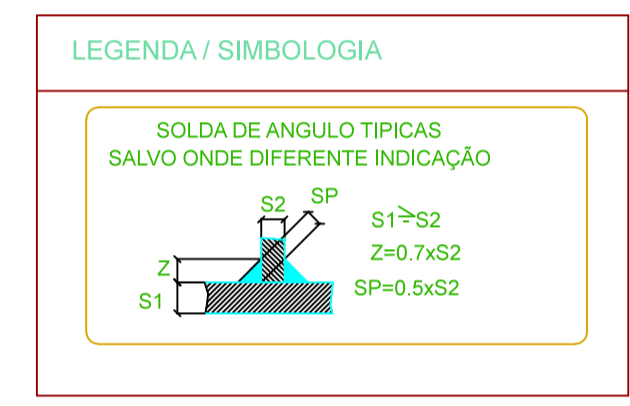 LEGENDA / SIMBOLOGIA
SOLDA DE ANGULO TIPICAS
SALVO ONDE DIFERENTE INDICAÇÃO
S2
SP
S1≥S2
Z
Z=0.7xS2
S1
SP=0.5xS2